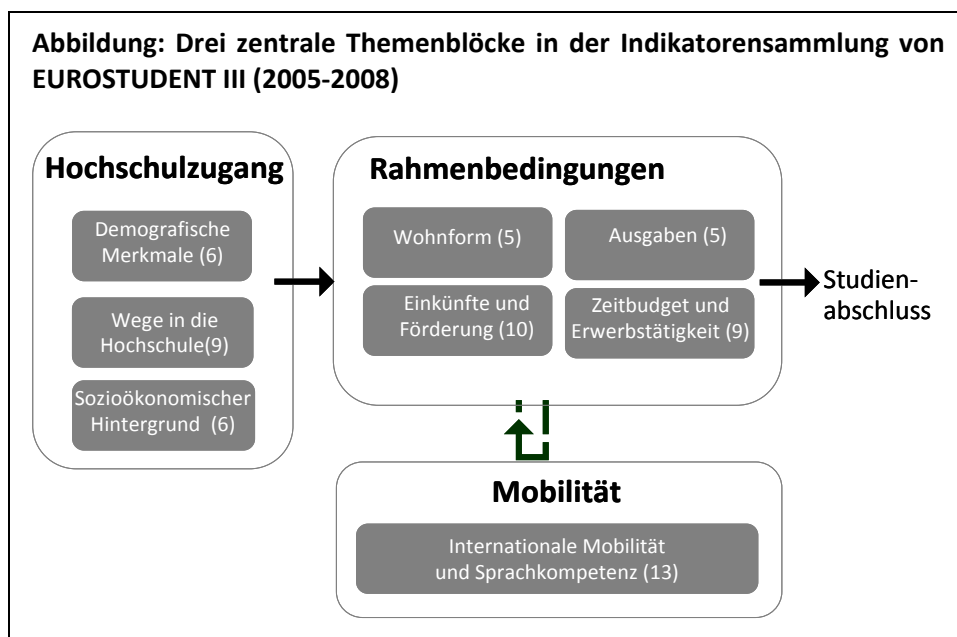 Abbildung: Drei zentrale Themenblöcke in der Indikatorensammlung von
EUROSTUDENT III (2005-2008)
Hochschulzugang
Demografische
Merkmale (6)
Wege in die
Hochschule(9)
Sozioökonomischer
Hintergrund (6)
Rahmenbedingungen
Wohnform (5)
Ausgaben (5)
Einkünfte und
Förderung (10)
Zeitbudget und
Erwerbstätigkeit (9)
Studien-
abschluss
Mobilität
Internationale Mobilität
und Sprachkompetenz (13)